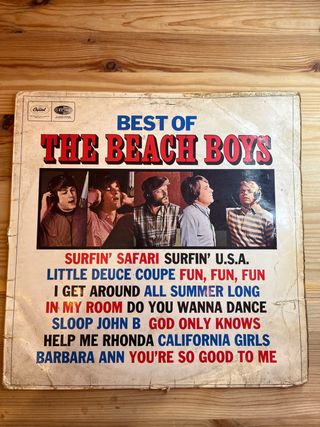 Capitol
BEST OF
THE BEACH BOYS
SURFIN' SAFARI SURFIN' U.S.A.
LITTLE DEUCE COUPE FUN, FUN, FUN
I GET AROUND ALL SUMMER LONG
IN MY ROOM DO YOU WANNA DANCE
SLOOP JOHN B GOD ONLY KNOWS
HELP ME RHONDA CALIFORNIA GIRLS
BARBARA ANN YOU'RE SO GOOD TO ME